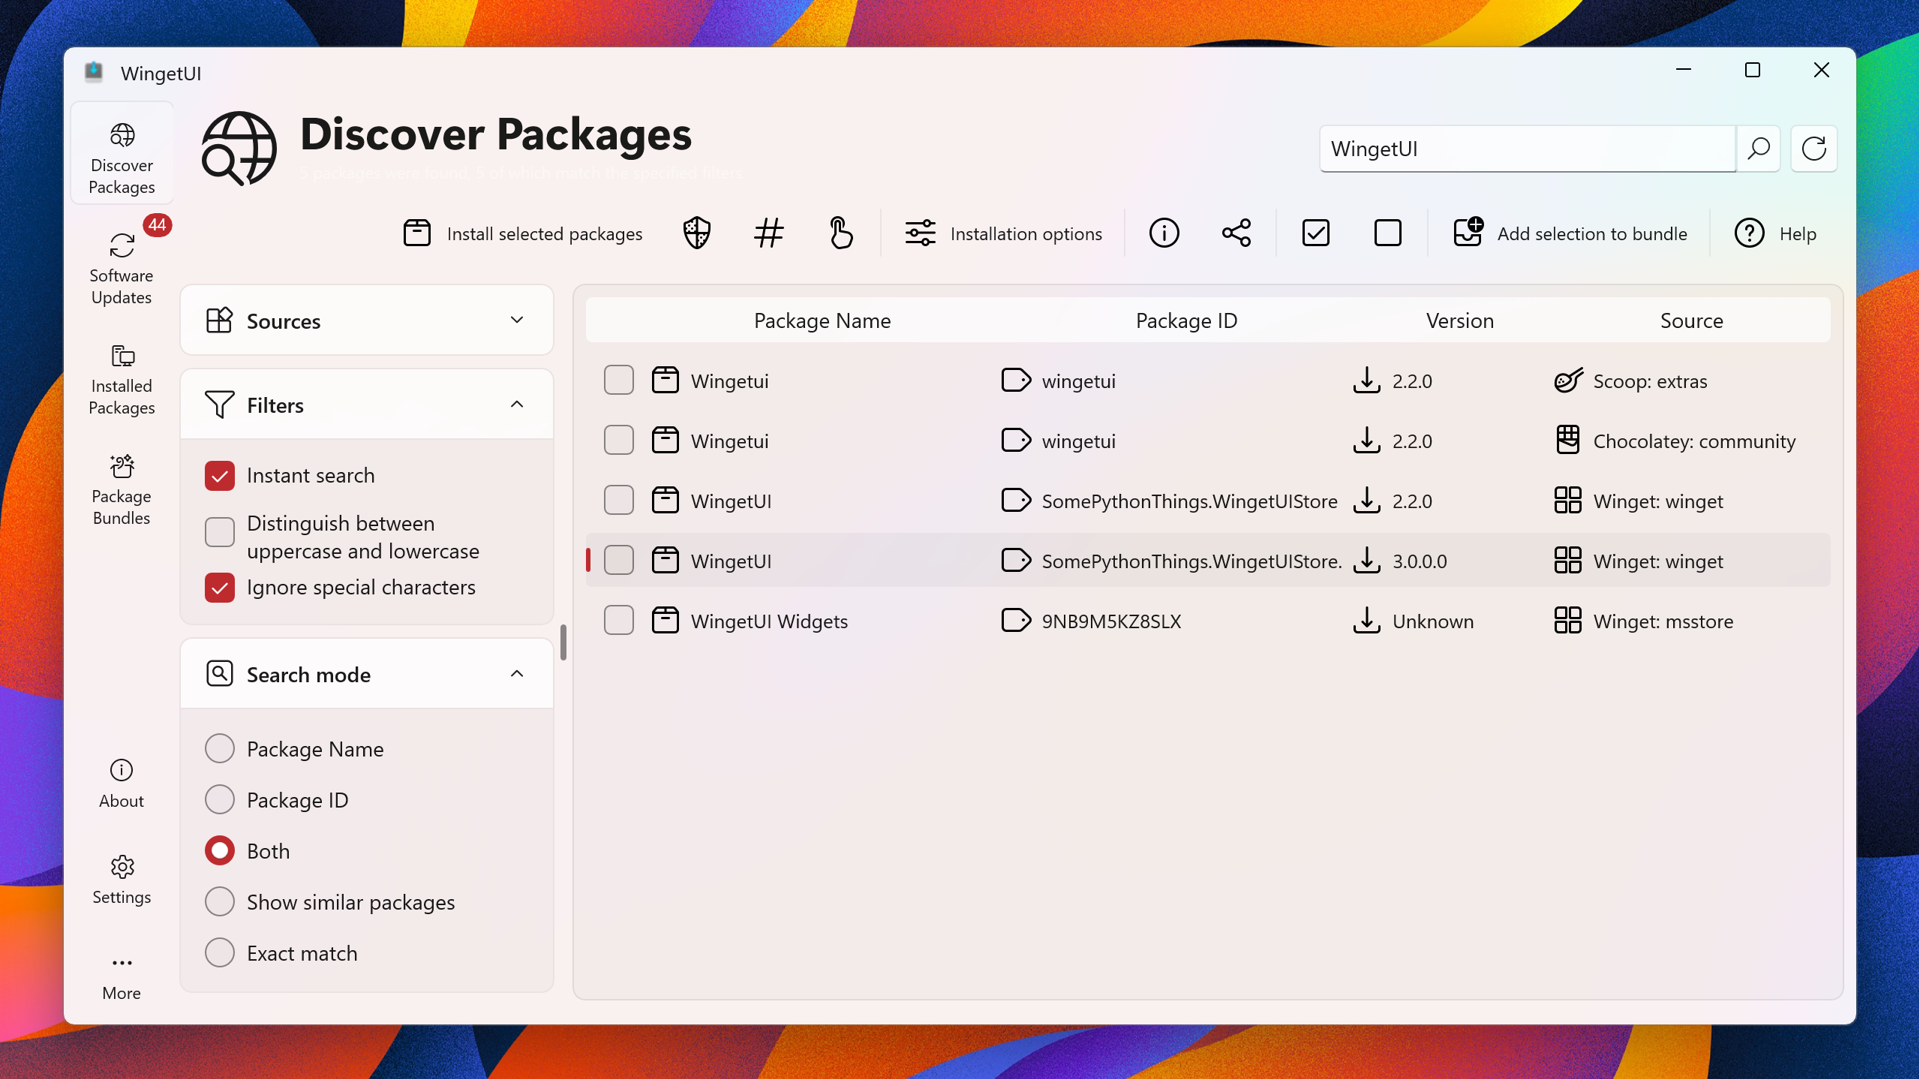 WingetUI
Discover Packages
packages were found, 5 of which match the specified filters
WingetUI
Discover
Packages
44
Software
Updates
Installed
Packages
Package
Bundles
About
Settings
More
Install selected packages
Installation options
Add selection to bundle
Help
Sources
Filters
Instant search
Distinguish between
uppercase and lowercase
Ignore special characters
Search mode
Package Name
Package ID
Both
Show similar packages
Exact match
Package Name Package ID Version Source
Wingetui wingetui 2.2.0 Scoop: extras
Wingetui wingetui 2.2.0 Chocolatey: community
WingetUI SomePythonThings.WingetUIStore 2.2.0 Winget: winget
WingetUI SomePythonThings.WingetUIStore. 3.0.0.0 Winget: winget
WingetUI Widgets 9NB9M5KZ8SLX Unknown Winget: msstore